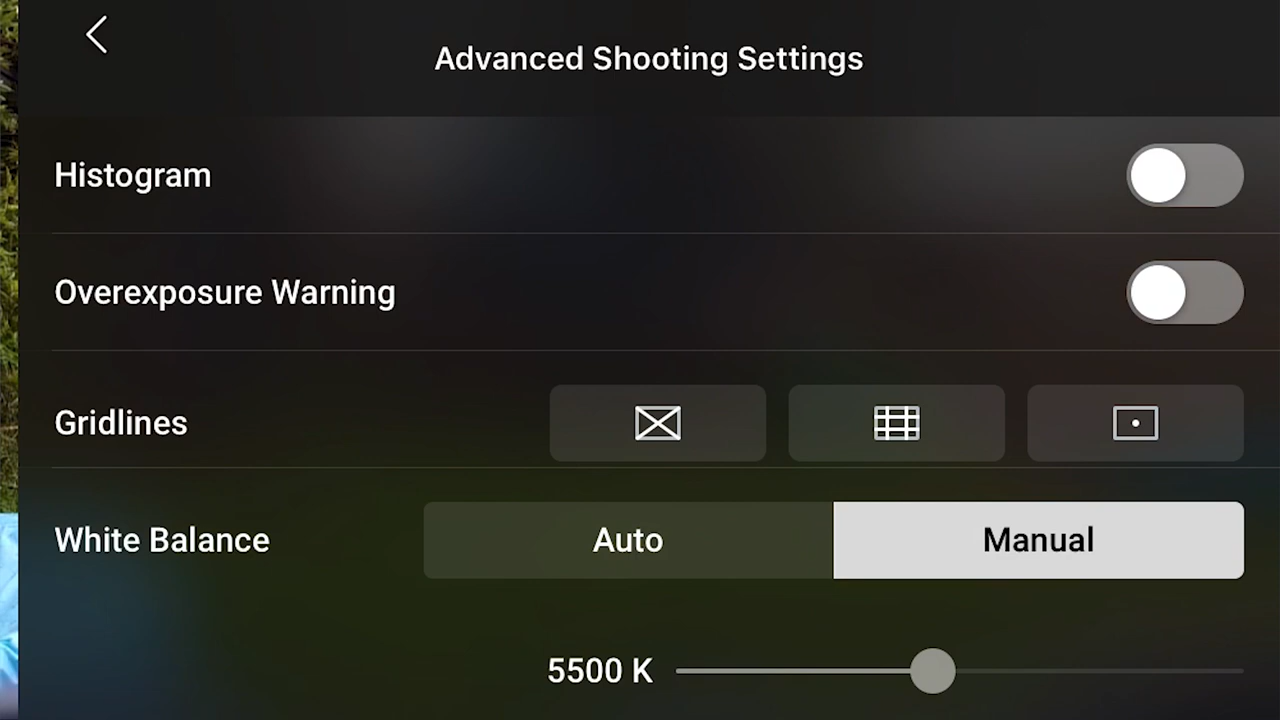 Advanced Shooting Settings
Histogram
Overexposure Warning
Gridlines
White Balance Auto Manual
5500 K